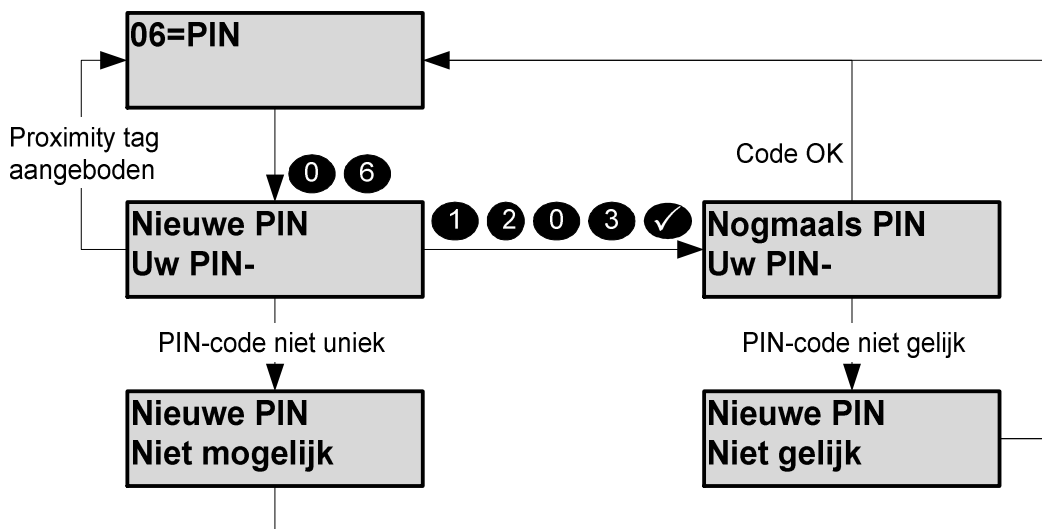 06=PIN
Proximity tag
aangeboden
0 6
Code OK
Nieuwe PIN
Uw PIN-
1 2 0 3 ✓
Nogmaals PIN
Uw PIN-
PIN-code niet uniek
PIN-code niet gelijk
Nieuwe PIN
Niet mogelijk
Nieuwe PIN
Niet gelijk